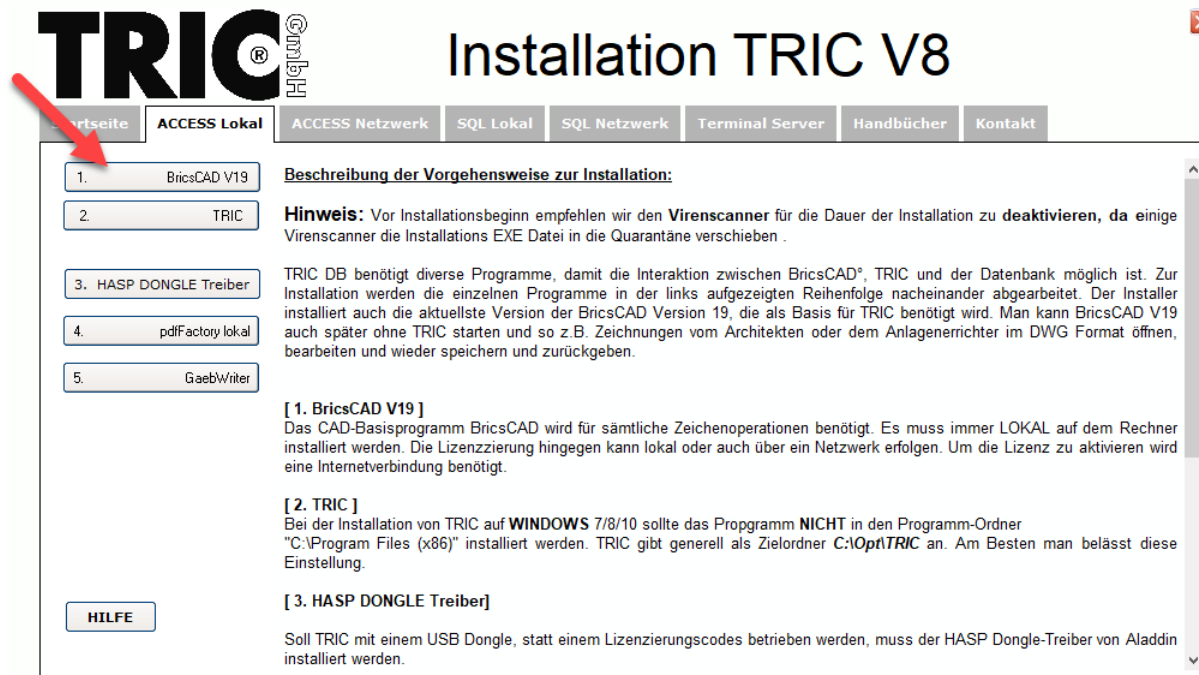 TRIC® GmbH
Installation TRIC V8
ACCESS Lokal ACCESS Netzwerk SQL Lokal SQL Netzwerk Terminal Server Handbücher Kontakt
1. BricsCAD V19
2. TRIC
3. HASP DONGLE Treiber
4. pdfFactory lokal
5. GaebWriter
HILFE
Beschreibung der Vorgehensweise zur Installation:
Hinweis: Vor Installationsbeginn empfehlen wir den Virenscanner für die Dauer der Installation zu deaktivieren, da einige
Virenscanner die Installations EXE Datei in die Quarantäne verschieben .
TRIC DB benötigt diverse Programme, damit die Interaktion zwischen BricsCAD°, TRIC und der Datenbank möglich ist. Zur
Installation werden die einzelnen Programme in der links aufgezeigten Reihenfolge nacheinander abgearbeitet. Der Installer
installiert auch die aktuellste Version der BricsCAD Version 19, die als Basis für TRIC benötigt wird. Man kann BricsCAD V19
auch später ohne TRIC starten und so z.B. Zeichnungen vom Architekten oder dem Anlagenerrichter im DWG Format öffnen,
bearbeiten und wieder speichern und zurückgeben.
[ 1. BricsCAD V19 ]
Das CAD-Basisprogramm BricsCAD wird für sämtliche Zeichenoperationen benötigt. Es muss immer LOKAL auf dem Rechner
installiert werden. Die Lizenzzierung hingegen kann lokal oder auch über ein Netzwerk erfolgen. Um die Lizenz zu aktivieren wird
eine Internetverbindung benötigt.
[ 2. TRIC ]
Bei der Installation von TRIC auf WINDOWS 7/8/10 sollte das Propgramm NICHT in den Programm-Ordner
"C:\Program Files (x86)" installiert werden. TRIC gibt generell als Zielordner C:\Opt\TRIC an. Am Besten man belässt diese
Einstellung.
[ 3. HASP DONGLE Treiber]
Soll TRIC mit einem USB Dongle, statt einem Lizenzierungscodes betrieben werden, muss der HASP Dongle-Treiber von Aladdin
installiert werden.